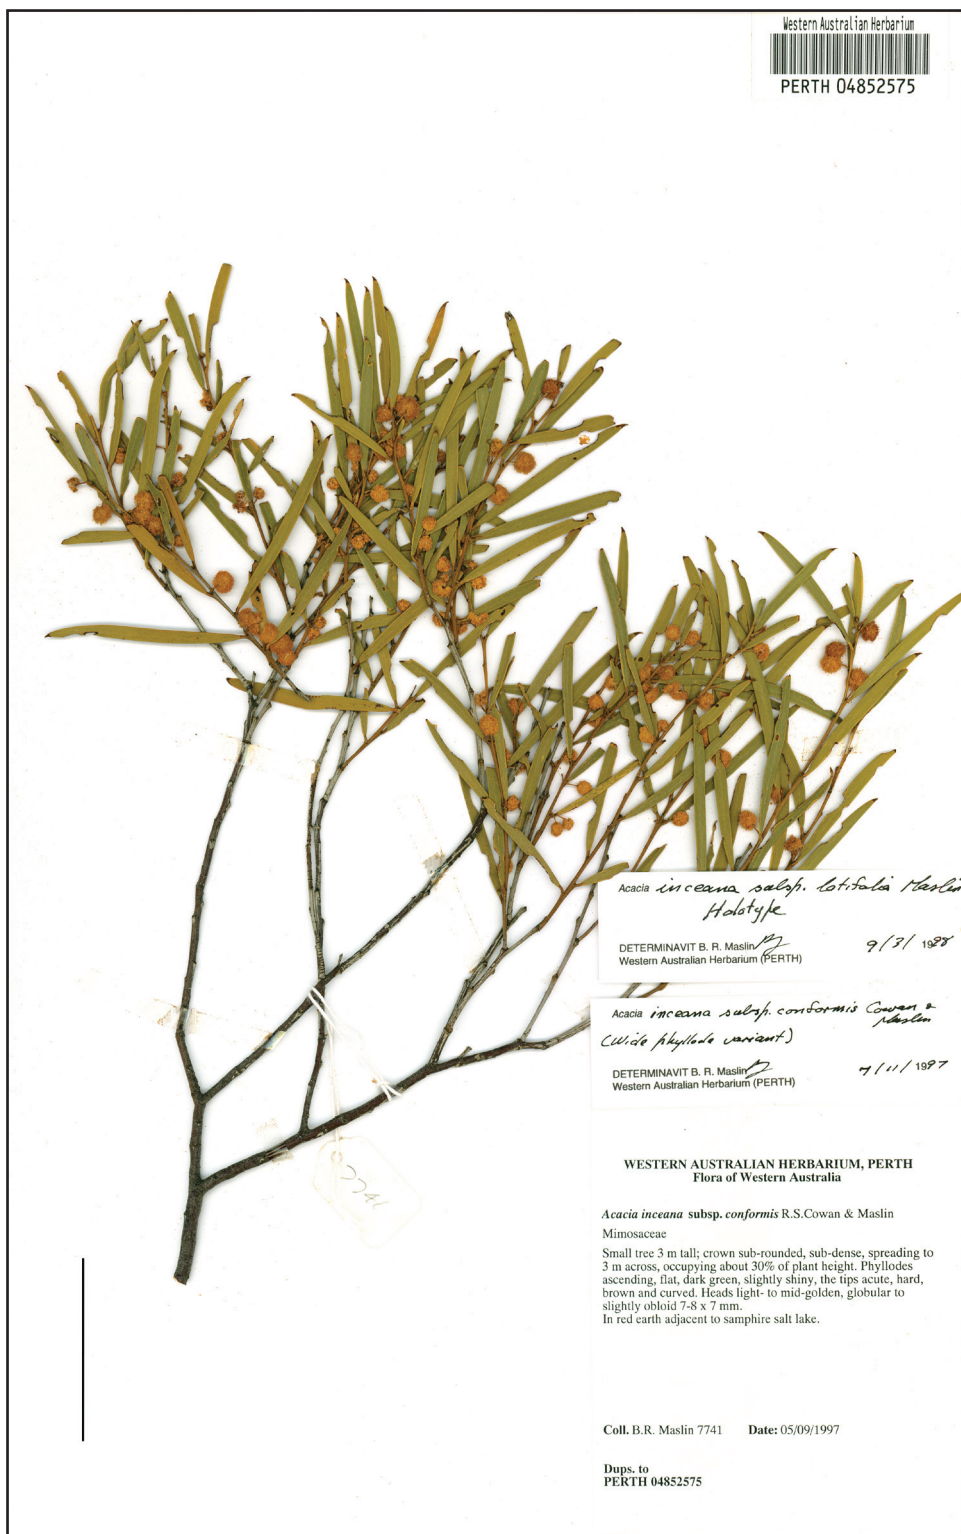 Western Australian Herbarium
PERTH 04852575
Acacia inceana subsp. latifolia Maslin
Holotype
DETERMINAVIT B. R. Maslin
9/3/1998
Western Australian Herbarium (PERTH)
Acacia inceana subsp. conformis Cowan &
Maslin
(Wide phyllode variant)
DETERMINAVIT B. R. Maslin
7/11/1997
Western Australian Herbarium (PERTH)
7741
WESTERN AUSTRALIAN HERBARIUM, PERTH
Flora of Western Australia
Acacia inceana subsp. conformis R.S.Cowan & Maslin
Mimosaceae
Small tree 3 m tall; crown sub-rounded, sub-dense, spreading to
3 m across, occupying about 30% of plant height. Phyllodes
ascending, flat, dark green, slightly shiny, the tips acute, hard,
brown and curved. Heads light- to mid-golden, globular to
slightly obloid 7-8 x 7 mm.
In red earth adjacent to samphire salt lake.
Coll. B.R. Maslin 7741 Date: 05/09/1997
Dups. to
PERTH 04852575